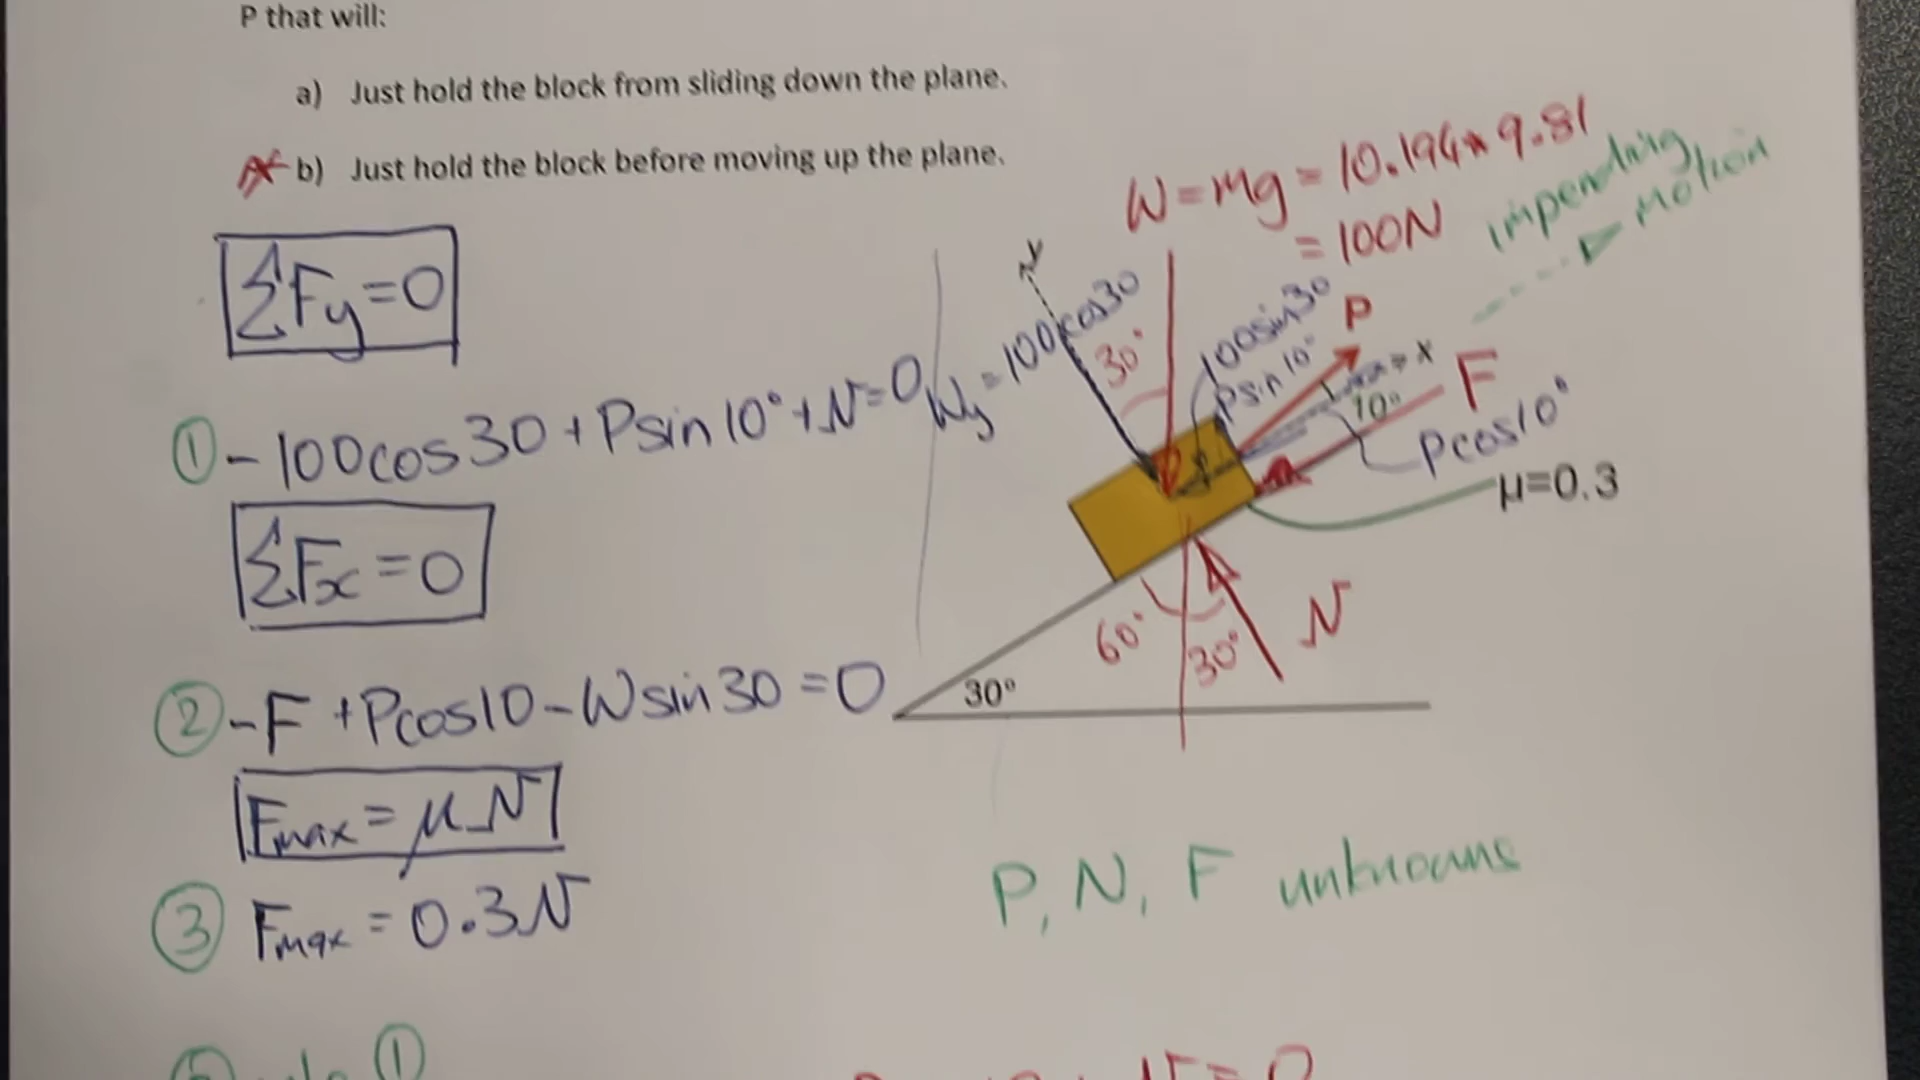 P that will:
a) Just hold the block from sliding down the plane.
b) Just hold the block before moving up the plane.
W = mg = 10.194*9.81
= 100N
impending
Motion
ΣFy=0
① -100cos30 + Psin10° + N = 0
Wy = 100cos30
y
30°
100sin30
Psin10°
P
x
10°
F
Pcos10°
μ=0.3
ΣFx = 0
60°
30°
N
② -F + Pcos10 - Wsin30 = 0
30°
Fmax = μN
③ Fmax = 0.3N
P, N, F unknowns
①